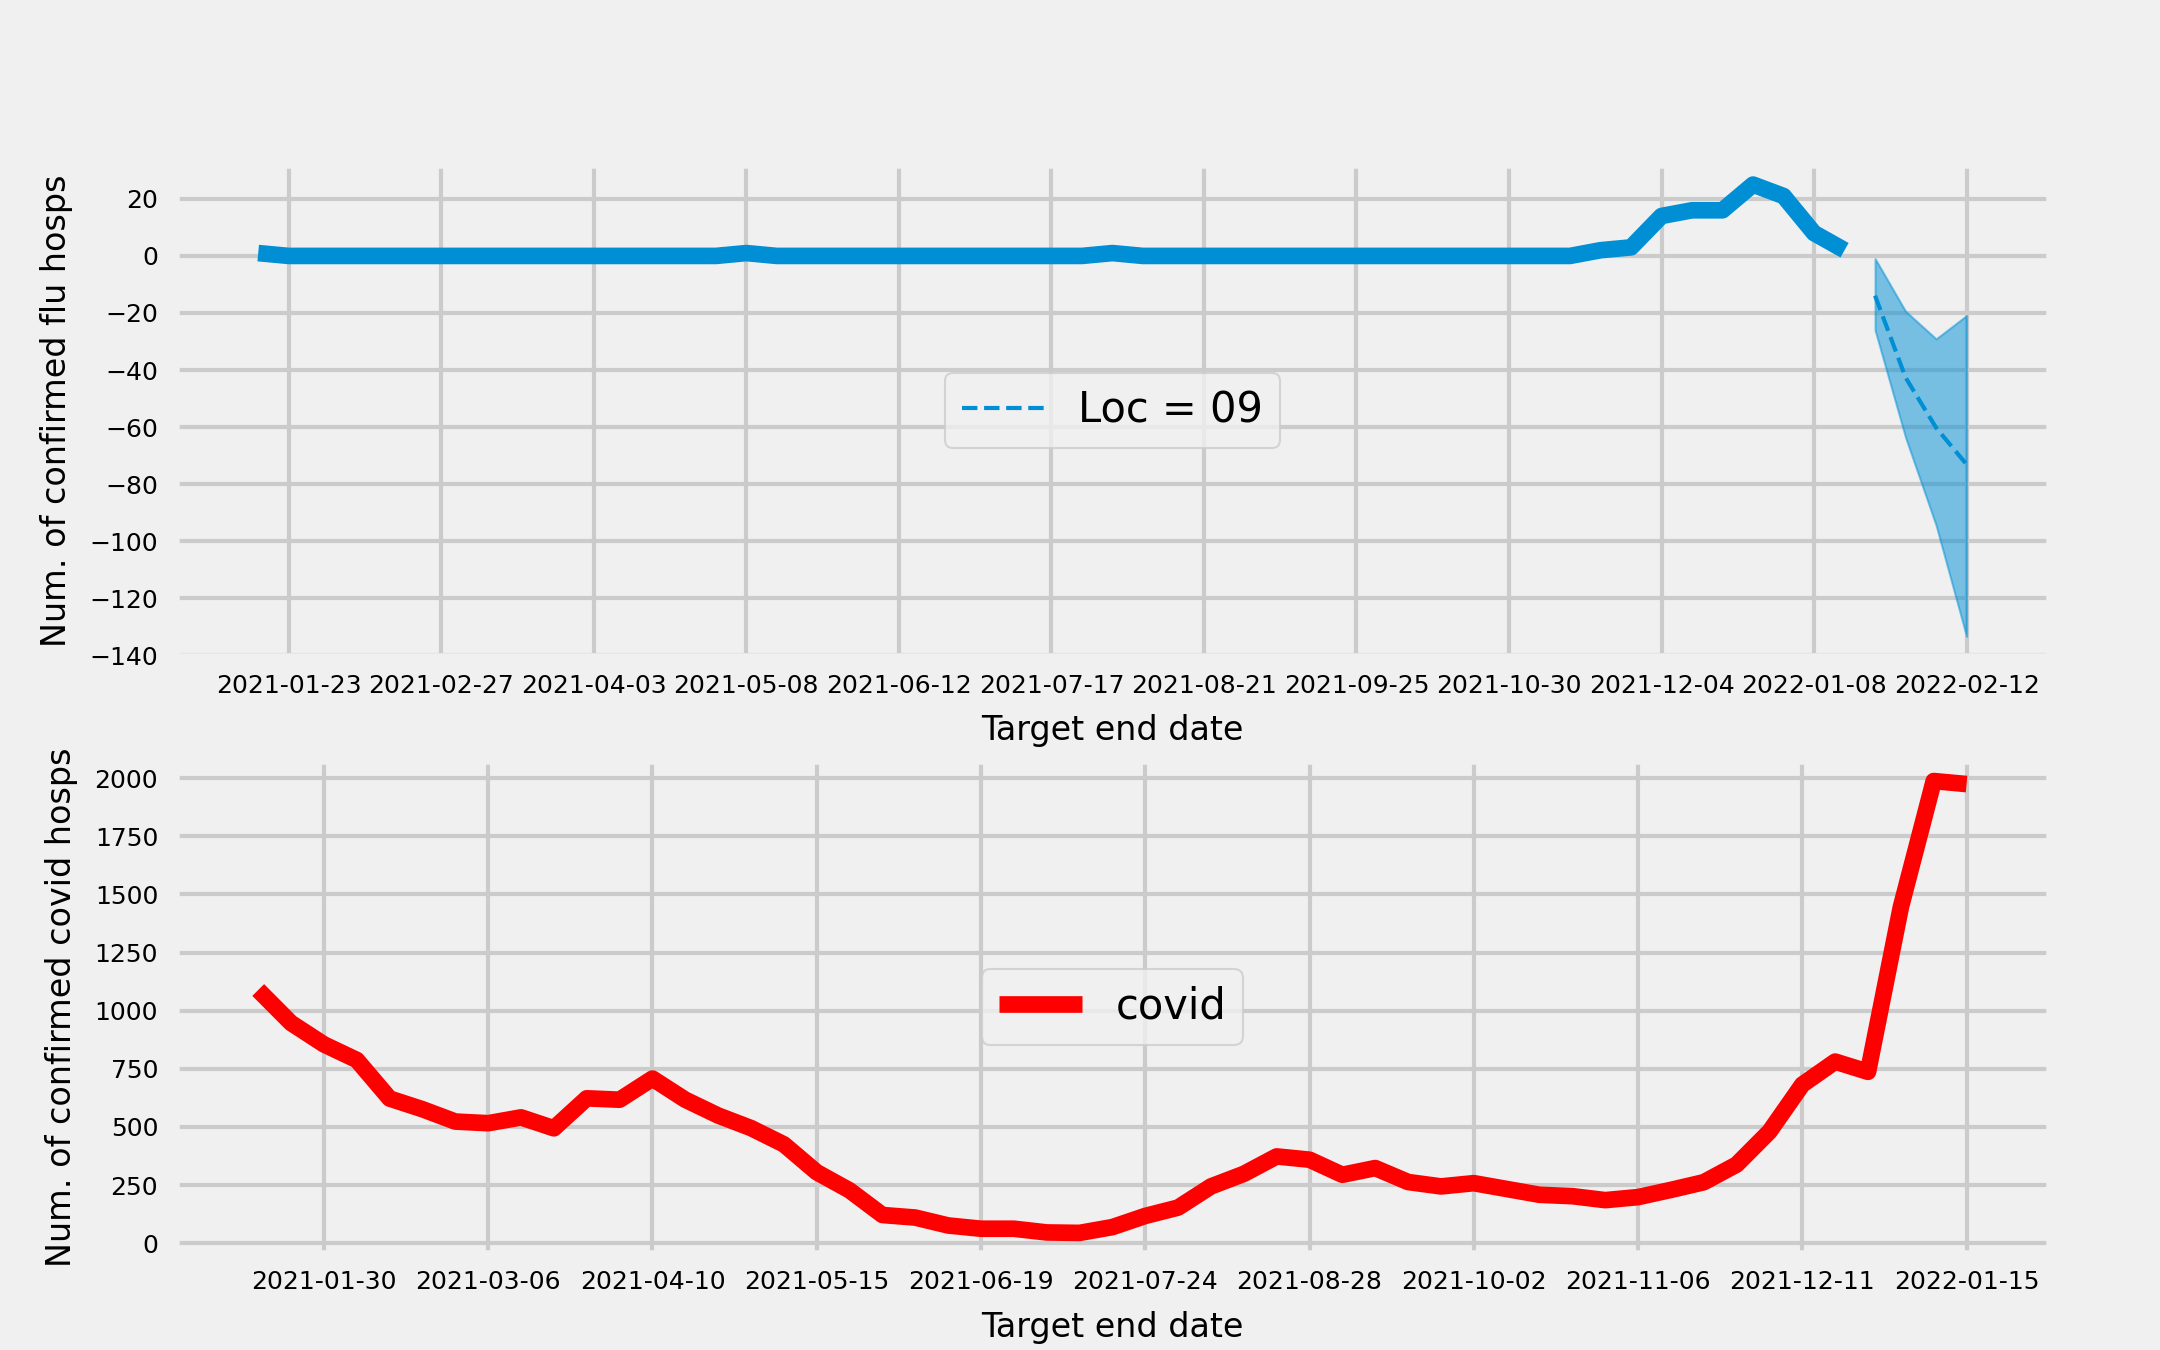 Num. of confirmed flu hosps
20
0
−20
−40
−60
−80
−100
−120
−140
Loc = 09
2021-01-23 2021-02-27 2021-04-03 2021-05-08 2021-06-12 2021-07-17 2021-08-21 2021-09-25 2021-10-30 2021-12-04 2022-01-08 2022-02-12
Target end date
Num. of confirmed covid hosps
2000
1750
1500
1250
1000
750
500
250
0
covid
2021-01-30 2021-03-06 2021-04-10 2021-05-15 2021-06-19 2021-07-24 2021-08-28 2021-10-02 2021-11-06 2021-12-11 2022-01-15
Target end date